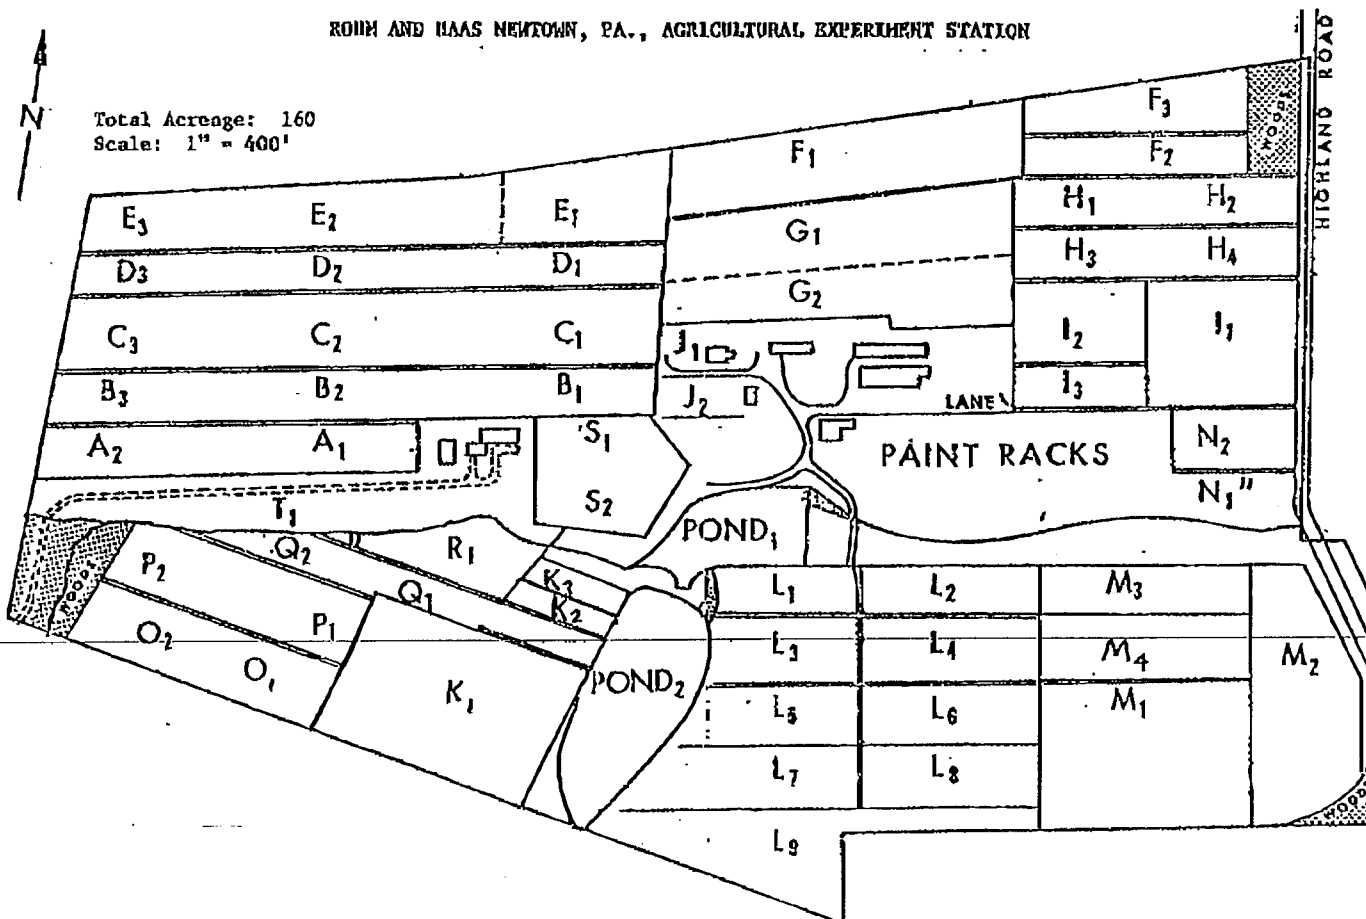 ROHM AND HAAS NEWTOWN, PA., AGRICULTURAL EXPERIMENT STATION
HIGHLAND ROAD
N
Total Acreage: 160
Scale: 1" = 400'
F3
WOODS
F1
F2
E3 E2 E1
H1 H2
G1
D3 D2 D1
H3 H4
G2
C3 C2 C1
I2 I1
J1
B3 B2 B1
J2
I3
LANE
A2 A1
S1
PAINT RACKS
N2
S2
N1"
T1
POND1
Q2
R1
P2
K3
L1 L2 M3
WOODS
Q1
K2
O2
P1
L3 L4 M4
M2
O1
K1
POND2
L5 L6 M1
L7 L8
WOODS
L9